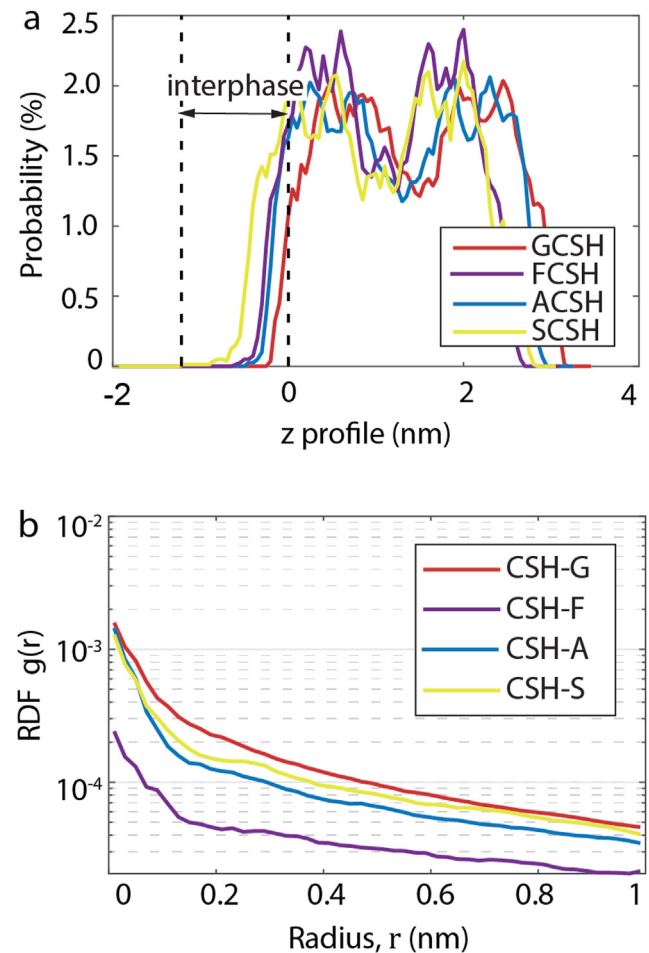 a
2.5
2.0
1.5
1.0
0.5
0
Probability (%)
interphase
GCSH
FCSH
ACSH
SCSH
-2
0
2
4
z profile (nm)
b
10-2
10-3
10-4
RDF g(r)
CSH-G
CSH-F
CSH-A
CSH-S
0
0.2
0.4
0.6
0.8
1
Radius, r (nm)